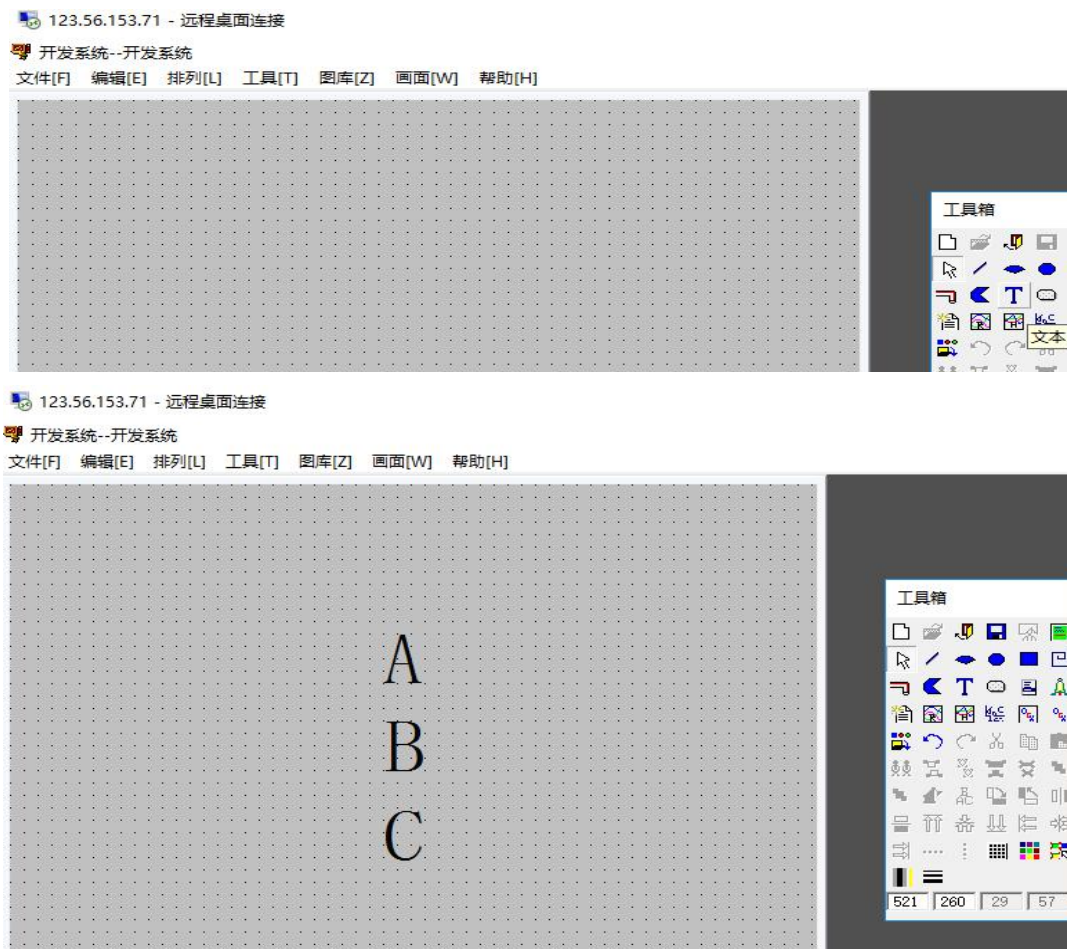 123.56.153.71 - 远程桌面连接
开发系统--开发系统
文件[F] 编辑[E] 排列[L] 工具[T] 图库[Z] 画面[W] 帮助[H]
工具箱
T
文本
123.56.153.71 - 远程桌面连接
开发系统--开发系统
文件[F] 编辑[E] 排列[L] 工具[T] 图库[Z] 画面[W] 帮助[H]
A
B
C
工具箱
T
521 260 29 57